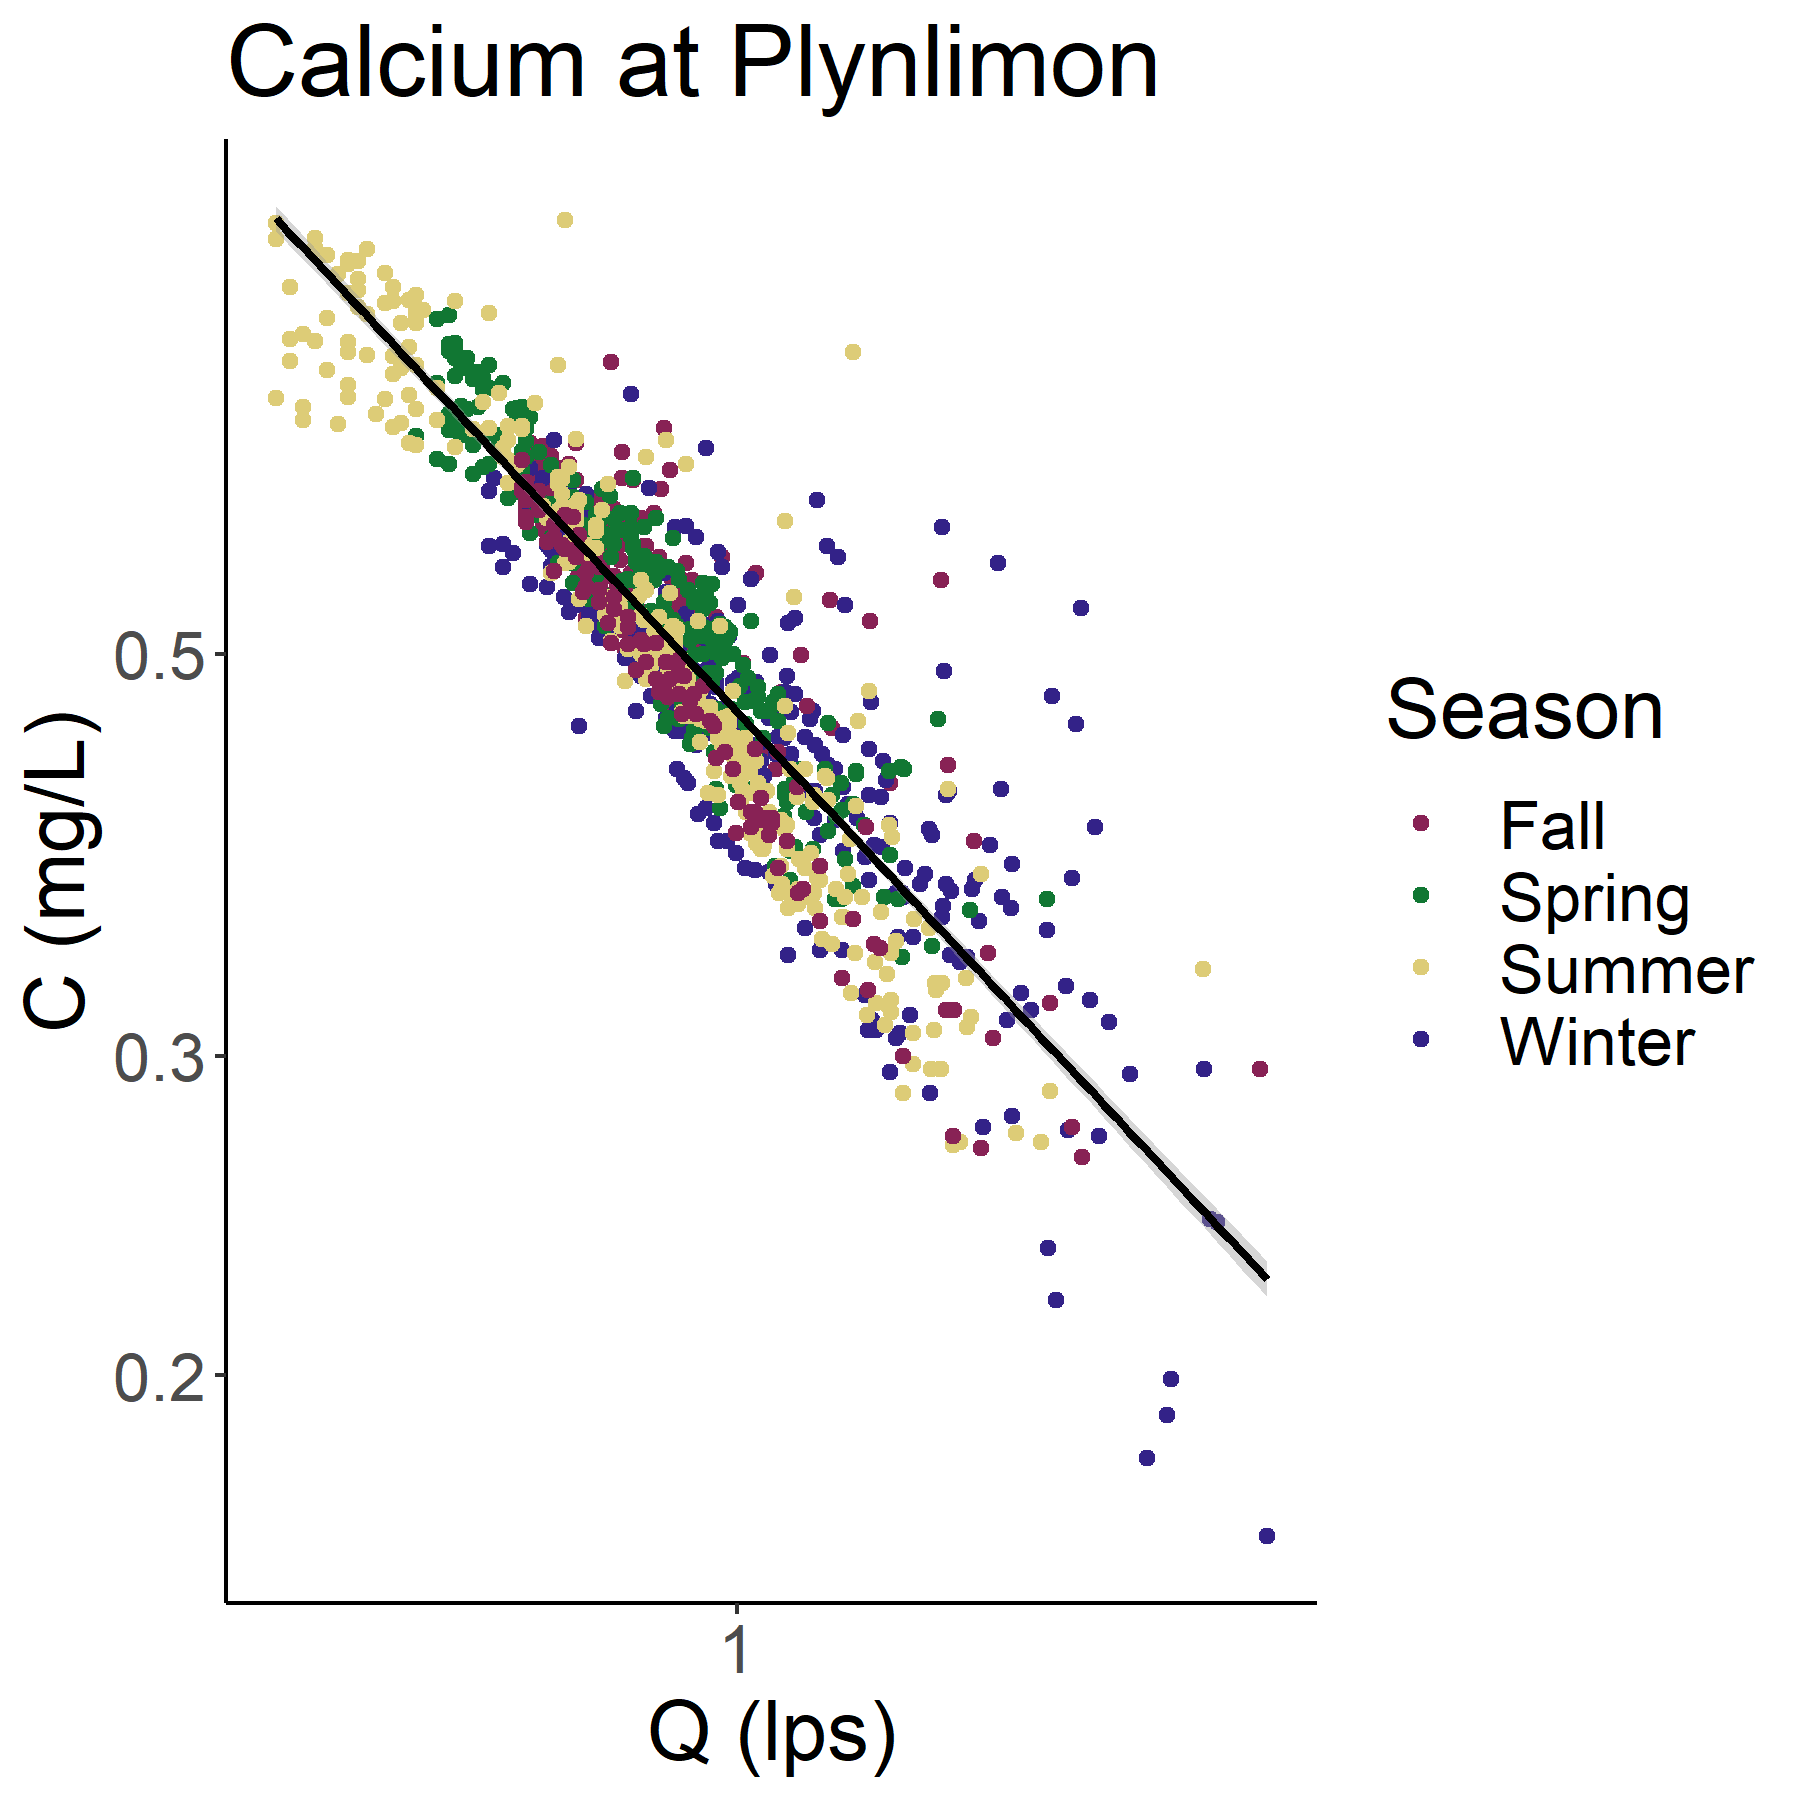 Calcium at Plynlimon
C (mg/L)
0.5
0.3
0.2
1
Q (lps)
Season
Fall
Spring
Summer
Winter